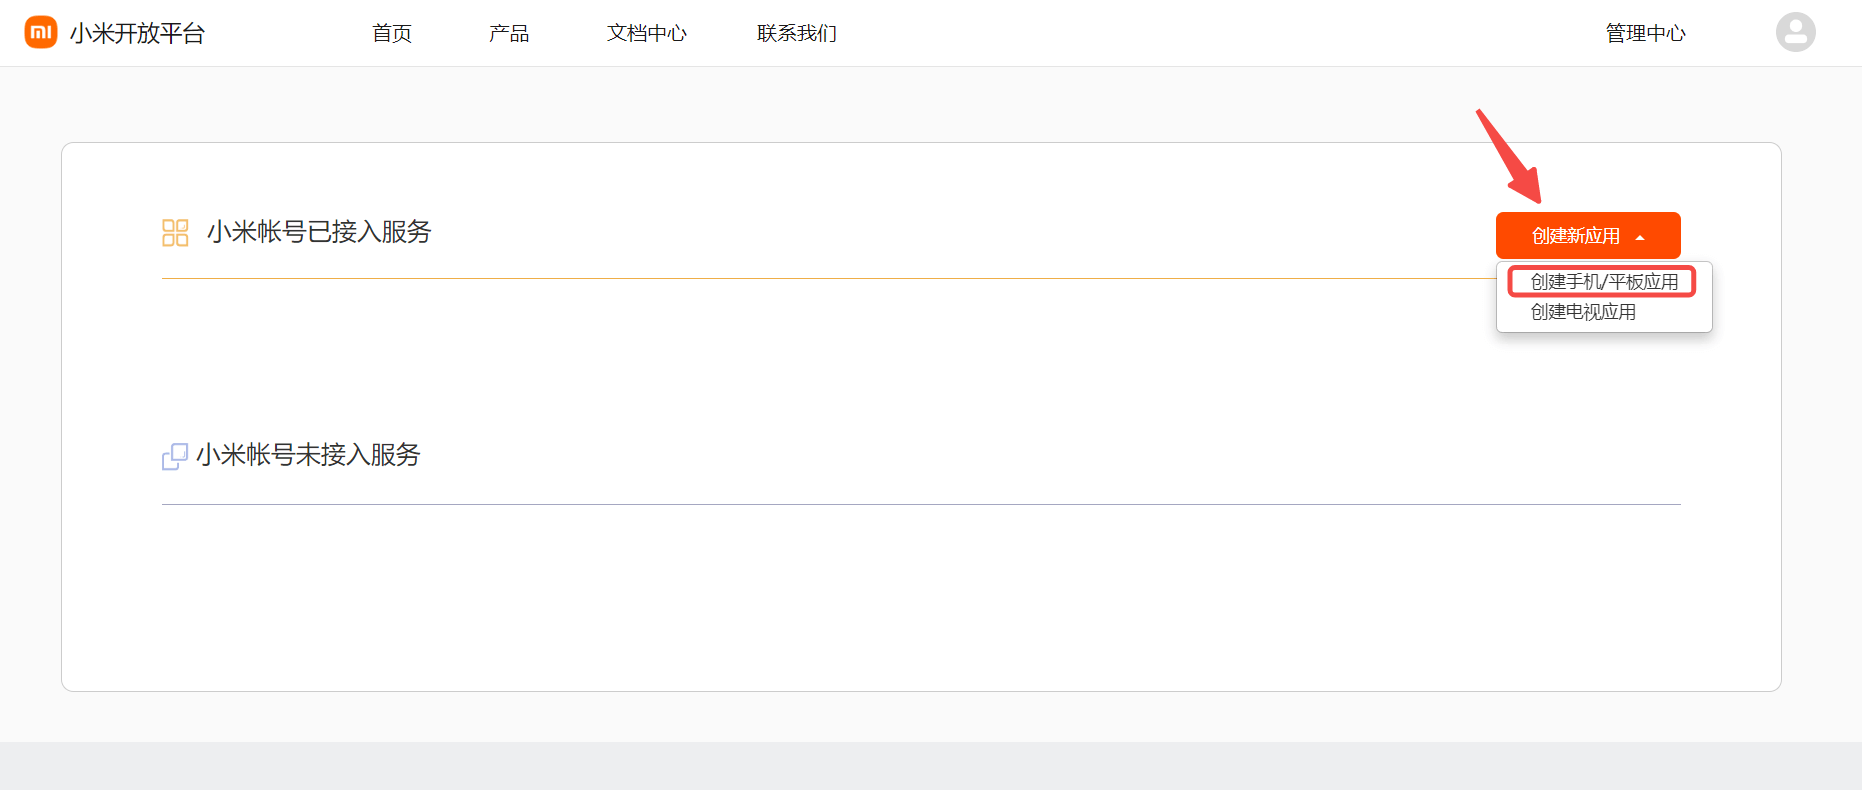 小米开放平台 首页 产品 文档中心 联系我们 管理中心
小米帐号已接入服务
创建新应用
创建手机/平板应用
创建电视应用
小米帐号未接入服务